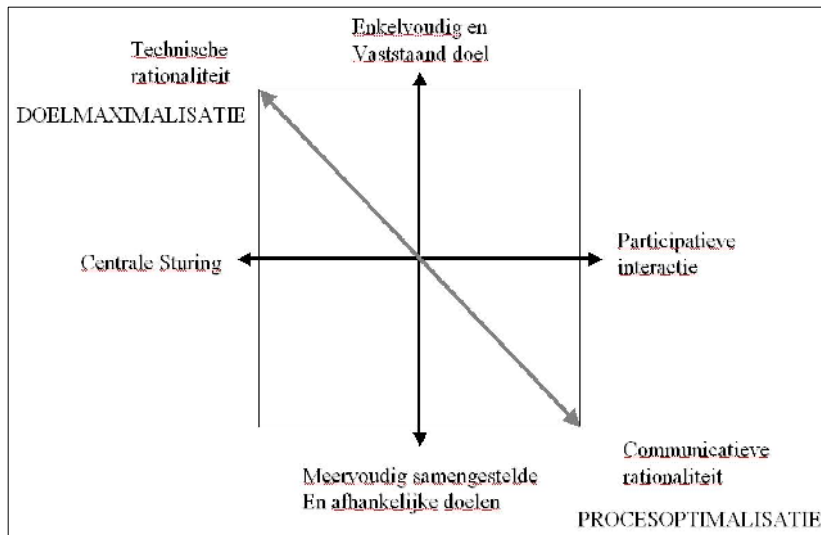 Enkelvoudig en
Vaststaand doel
Technische
rationaliteit
DOELMAXIMALISATIE
Centrale Sturing
Participatieve
interactie
Meervoudig samengestelde
En afhankelijke doelen
Communicatieve
rationaliteit
PROCESOPTIMALISATIE